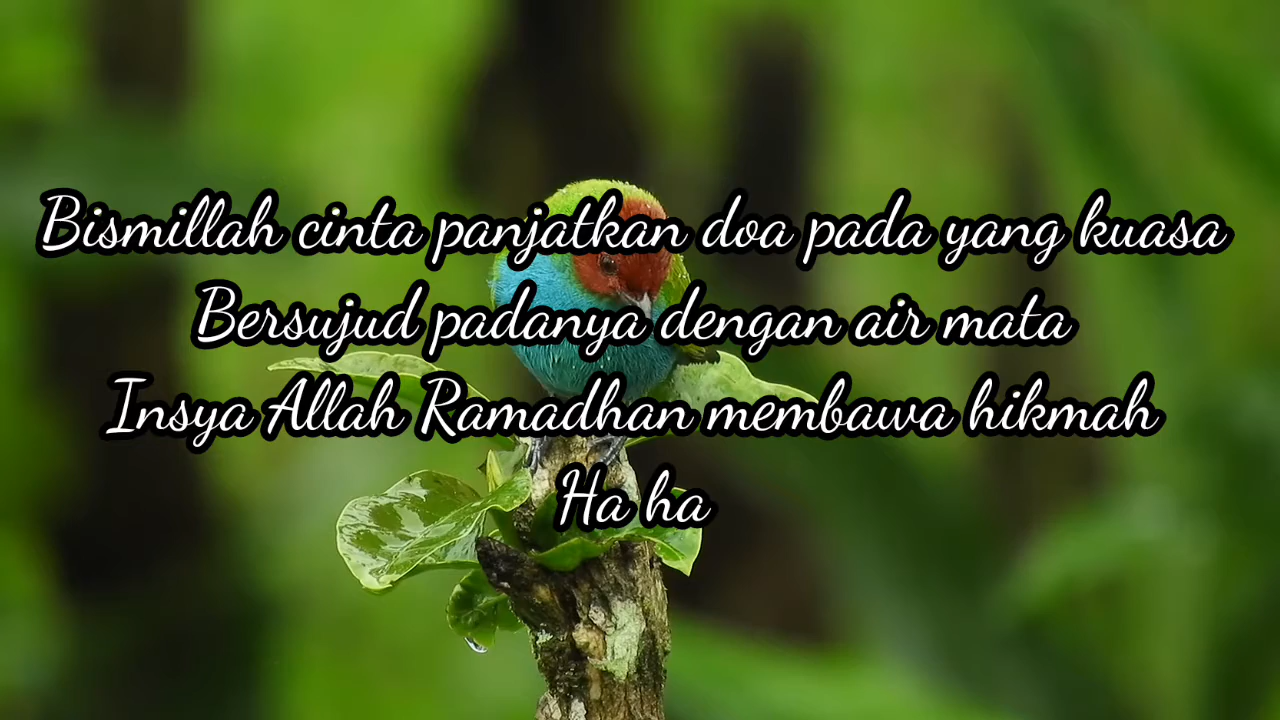 Bismillah cinta panjatkan doa pada yang kuasa
Bersujud padanya dengan air mata
Insya Allah Ramadhan membawa hikmah
Ha ha